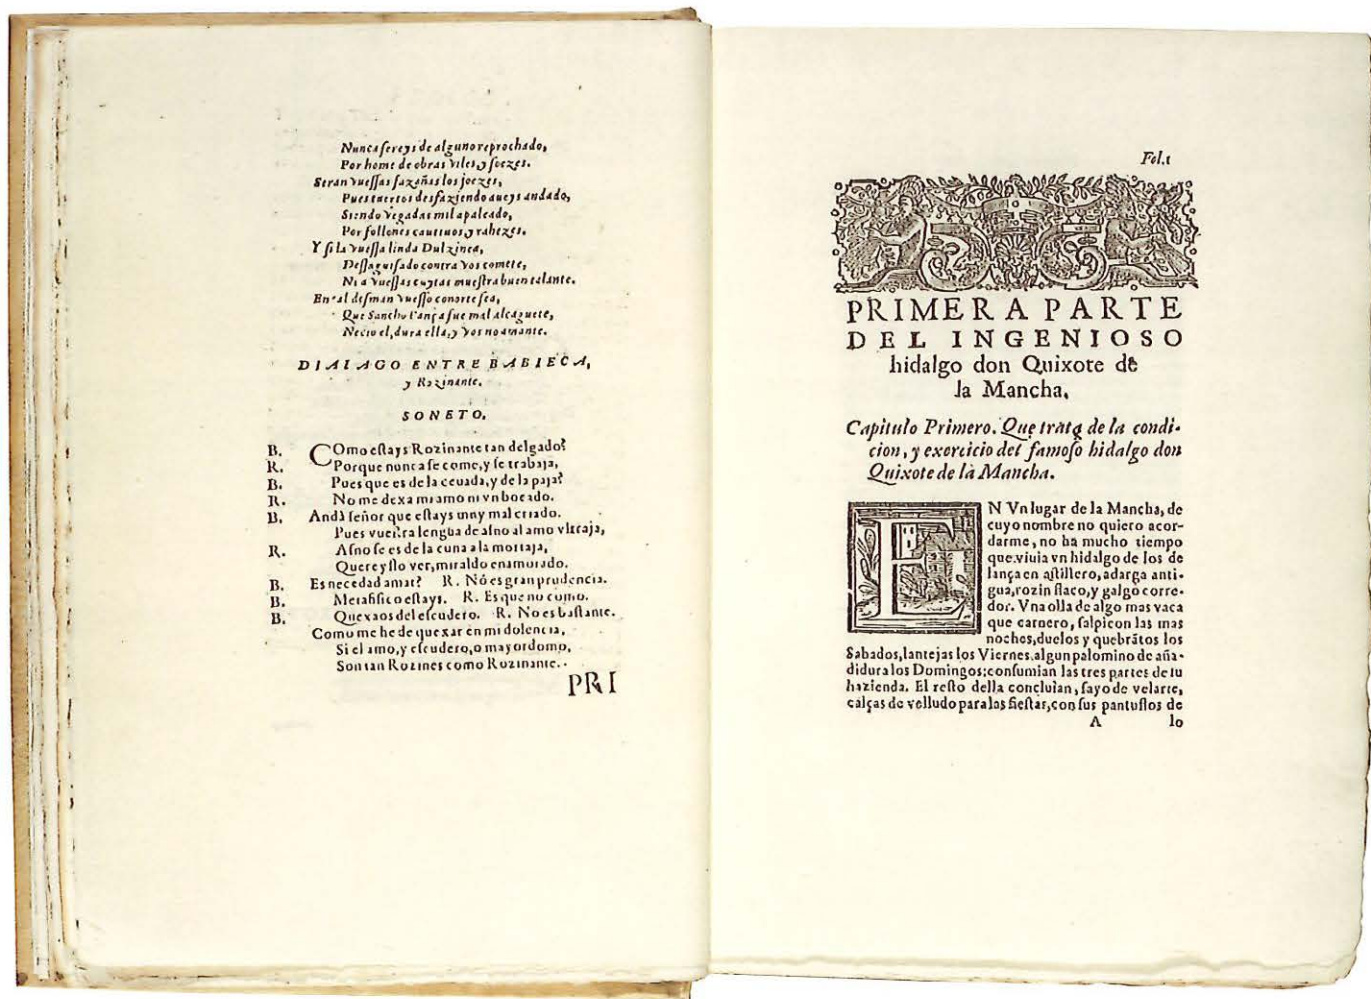 Nunca ſereys de alguno reprochado,
Por home de obras viles, y ſoezes.
Seran vueſſas fazañas los joezes,
Pues tuertos desfaziendo aueys andado,
Siendo vegadas mil apaleado,
Por follones cautiuos, y rahezes.
Y ſi la vueſſa linda Dulzinea,
Deſſaguiſado contra vos comete,
Ni a vueſſas cuytas mueſtra buen talante.
En tal deſman vueſſo conorte ſea,
Que Sancho Pança fue mal alcaguete,
Necio el, dura ella, y vos no amante.
DIALAGO ENTRE BABIECA,
y Rozinante.
SONETO.
B. COmo eſtays Rozinante tan delgado?
R. Porque nunca ſe come, y ſe trabaja,
B. Pues que es de la ceuada, y de la paja?
R. No me dexa mi amo ni vn bocado.
B. Andà ſeñor que eſtays muy mal criado.
Pues vueſtra lengua de aſno al amo vltraja,
R. Aſno ſe es de la cuna a la mortaja,
Quereyſlo ver, miraldo enamorado.
B. Es necedad amar? R. No es gran prudencia.
B. Metafiſico eſtays. R. Es que no como.
B. Quexaos del eſcudero. R. No es baſtante.
Como me he de quexar en mi dolencia,
Si el amo, y eſcudero, o mayordomo,
Son tan Rozines como Rozinante.
PRI
Fol.1
PRIMERA PARTE
DEL INGENIOSO
hidalgo don Quixote de
la Mancha.
Capitulo Primero. Que trata de la condi-
cion, y exercicio del famoſo hidalgo don
Quixote de la Mancha.
EN Vn lugar de la Mancha, de
cuyo nombre no quiero acor-
darme, no ha mucho tiempo
que viuia vn hidalgo de los de
lança en aſtillero, adarga anti-
gua, rozin flaco, y galgo corre-
dor. Vna olla de algo mas vaca
que carnero, ſalpicon las mas
noches, duelos y quebrãtos los
Sabados, lantejas los Viernes, algun palomino de aña-
didura los Domingos: conſumian las tres partes de ſu
hazienda. El reſto della concluian, ſayo de velarte,
calças de velludo para las fieſtas, con ſus pantuflos de
A lo